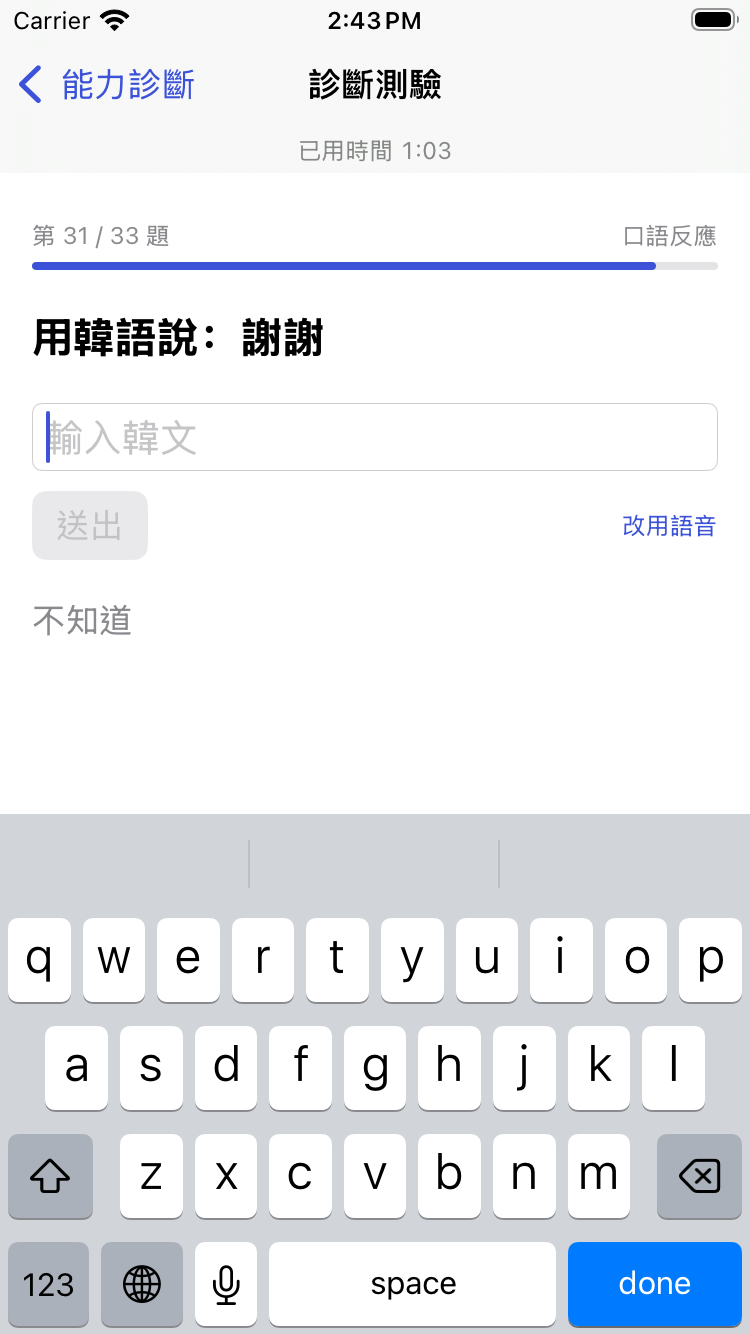 Carrier 2:43 PM
能力診斷 診斷測驗
已用時間 1:03
第 31 / 33 題 口語反應
用韓語說：謝謝
輸入韓文
送出 改用語音
不知道
q w e r t y u i o p
a s d f g h j k l
z x c v b n m
123 space done